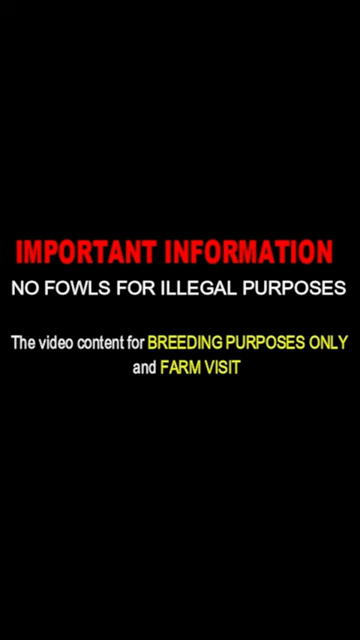 IMPORTANT INFORMATION
NO FOWLS FOR ILLEGAL PURPOSES
The video content for BREEDING PURPOSES ONLY
and FARM VISIT